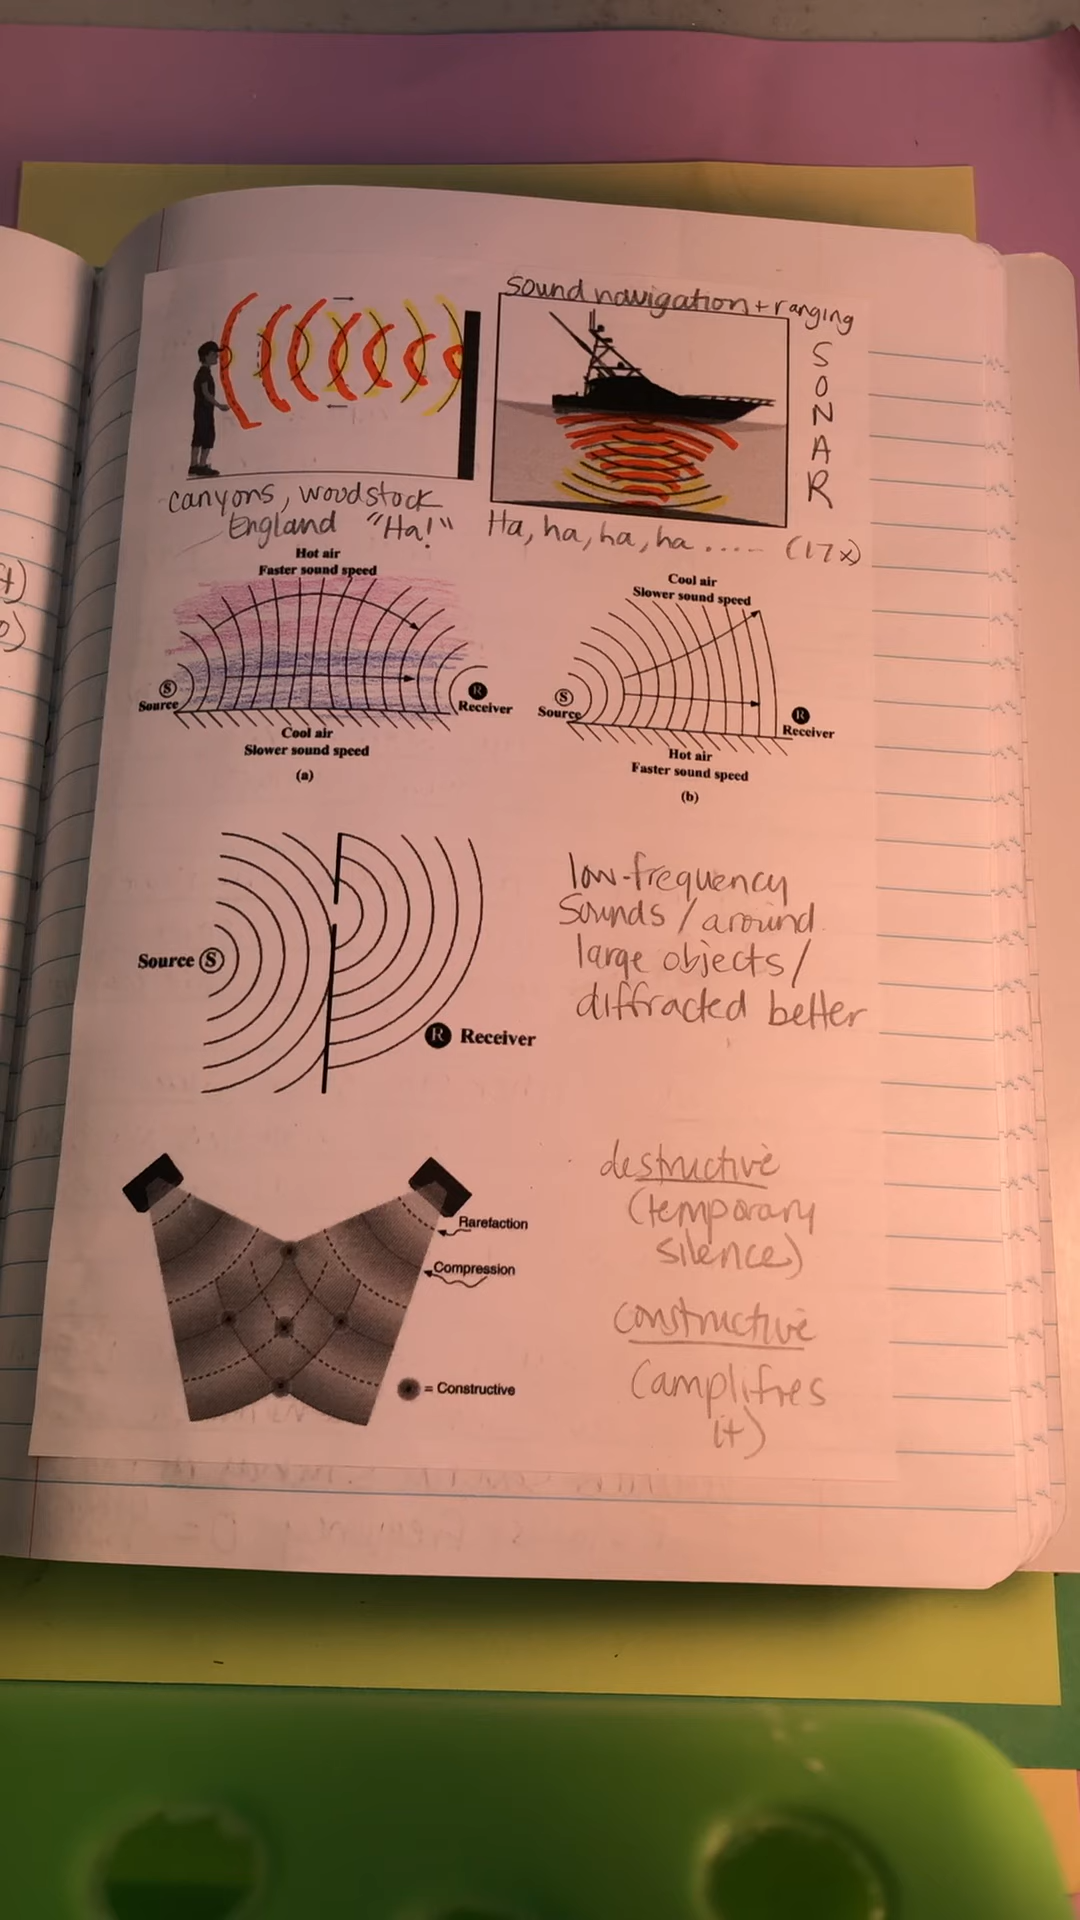 Sound navigation + ranging
S
O
N
A
R
canyons, woodstock
England "Ha!"
Ha, ha, ha, ha..... (17x)
Hot air
Faster sound speed
S
Source
R
Receiver
Cool air
Slower sound speed
(a)
Cool air
Slower sound speed
S
Source
R
Receiver
Hot air
Faster sound speed
(b)
Source S
R Receiver
low-frequency
Sounds / around
large objects /
diffracted better
Rarefaction
Compression
= Constructive
destructive
(temporary
silence)
constructive
(amplifies
it)